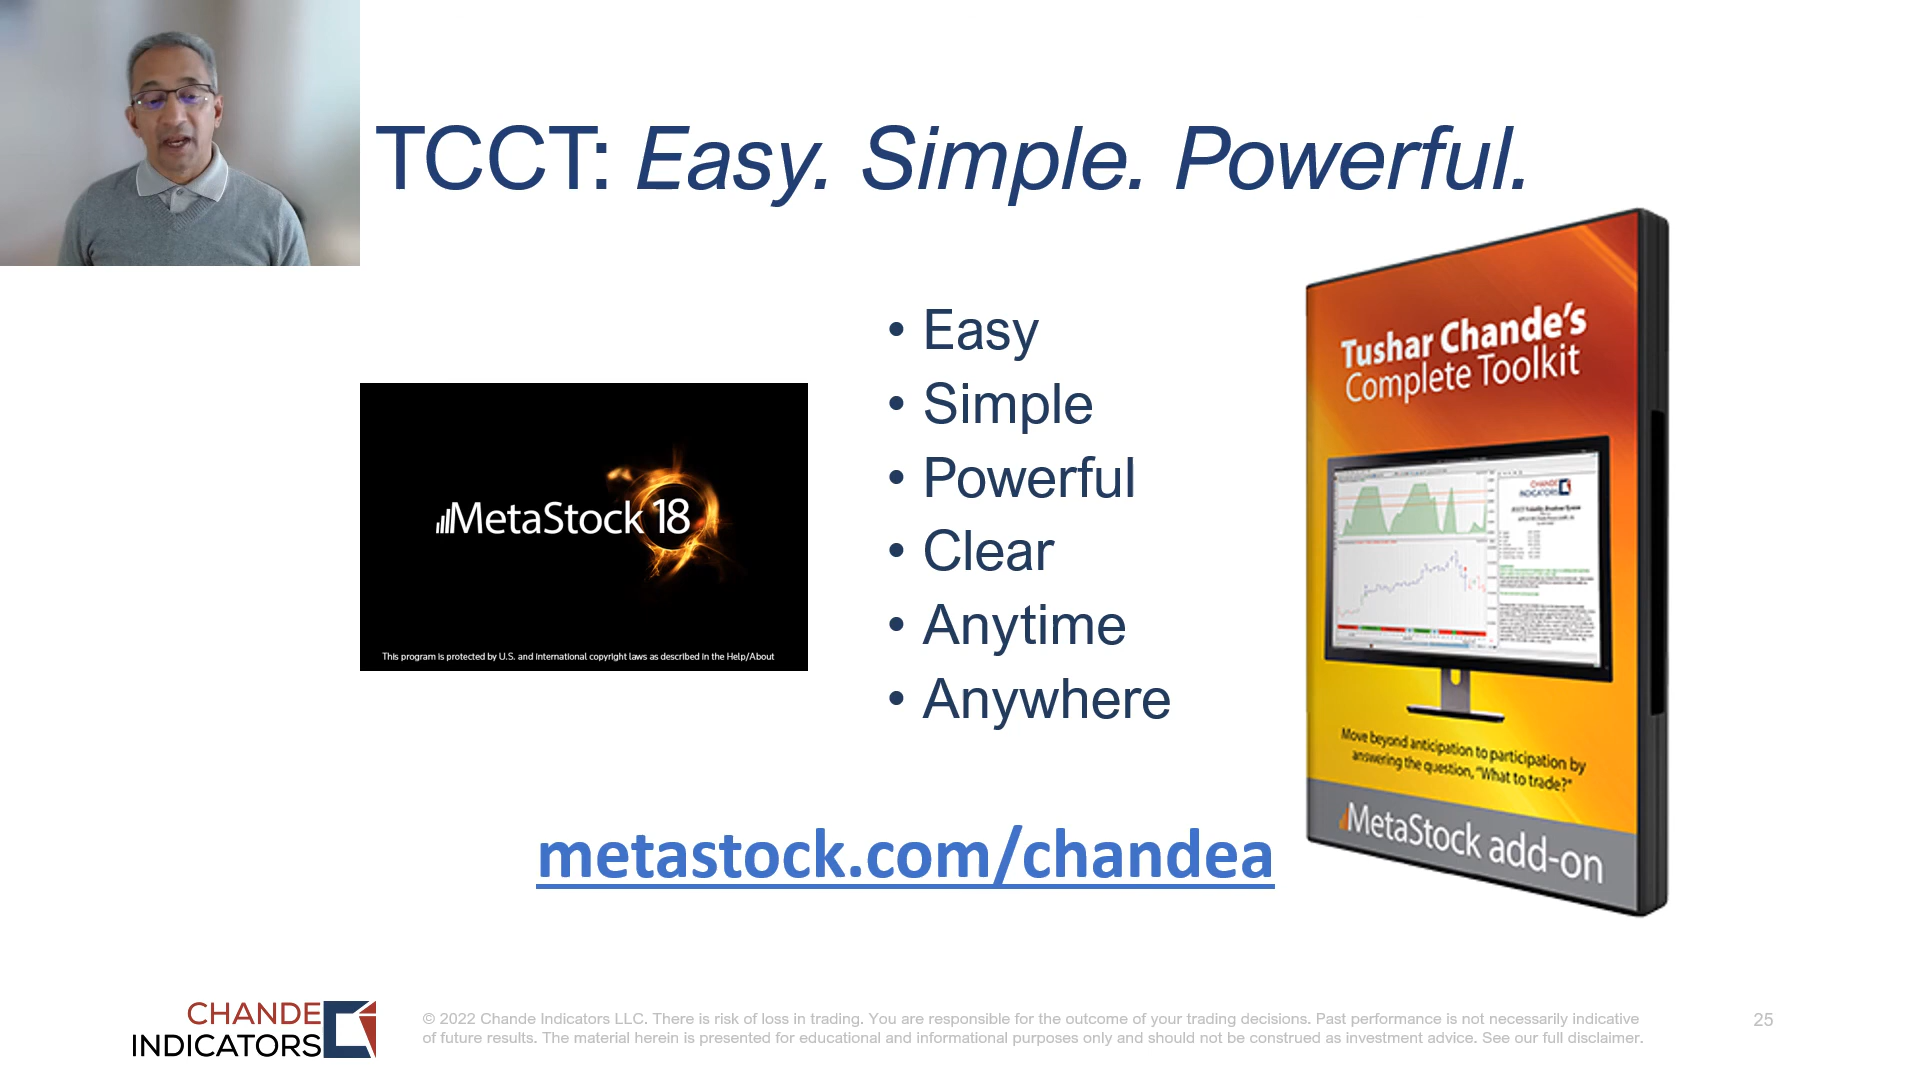 TCCT: Easy. Simple. Powerful.
• Easy
• Simple
• Powerful
• Clear
• Anytime
• Anywhere
MetaStock 18
This program is protected by U.S. and international copyright laws as described in the Help/About
Tushar Chande's
Complete Toolkit
CHANDE
INDICATORS
Move beyond anticipation to participation by
answering the question, "What to trade?"
MetaStock add-on
metastock.com/chandea
CHANDE
INDICATORS
© 2022 Chande Indicators LLC. There is risk of loss in trading. You are responsible for the outcome of your trading decisions. Past performance is not necessarily indicative
of future results. The material herein is presented for educational and informational purposes only and should not be construed as investment advice. See our full disclaimer.
25